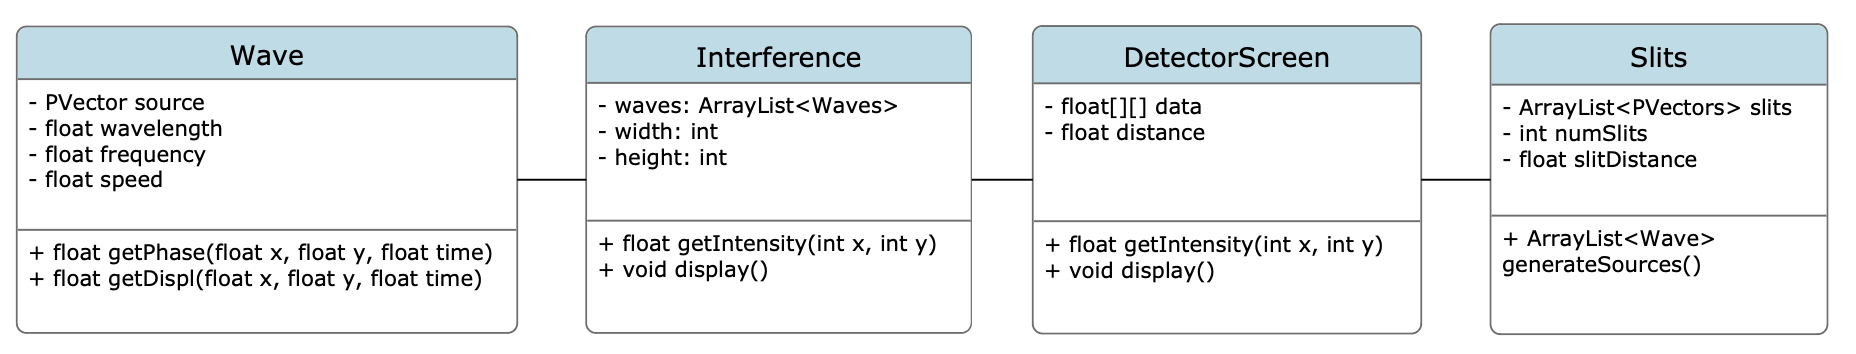 Wave
- PVector source
- float wavelength
- float frequency
- float speed
+ float getPhase(float x, float y, float time)
+ float getDispl(float x, float y, float time)
Interference
- waves: ArrayList<Waves>
- width: int
- height: int
+ float getIntensity(int x, int y)
+ void display()
DetectorScreen
- float[][] data
- float distance
+ float getIntensity(int x, int y)
+ void display()
Slits
- ArrayList<PVectors> slits
- int numSlits
- float slitDistance
+ ArrayList<Wave>
generateSources()